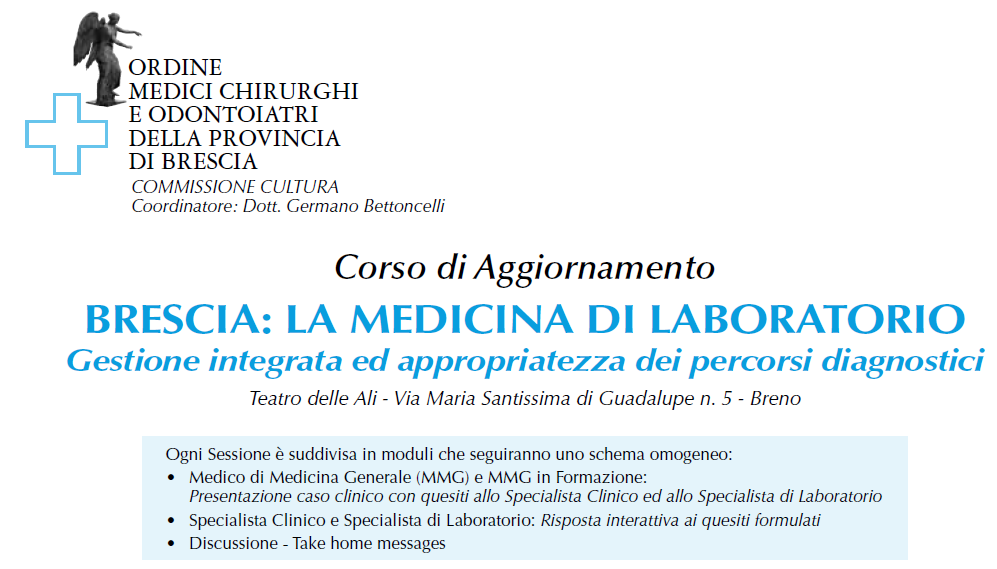 ORDINE
MEDICI CHIRURGHI
E ODONTOIATRI
DELLA PROVINCIA
DI BRESCIA
COMMISSIONE CULTURA
Coordinatore: Dott. Germano Bettoncelli
Corso di Aggiornamento
BRESCIA: LA MEDICINA DI LABORATORIO
Gestione integrata ed appropriatezza dei percorsi diagnostici
Teatro delle Ali - Via Maria Santissima di Guadalupe n. 5 - Breno
Ogni Sessione è suddivisa in moduli che seguiranno uno schema omogeneo:
• Medico di Medicina Generale (MMG) e MMG in Formazione:
Presentazione caso clinico con quesiti allo Specialista Clinico ed allo Specialista di Laboratorio
• Specialista Clinico e Specialista di Laboratorio: Risposta interattiva ai quesiti formulati
• Discussione - Take home messages